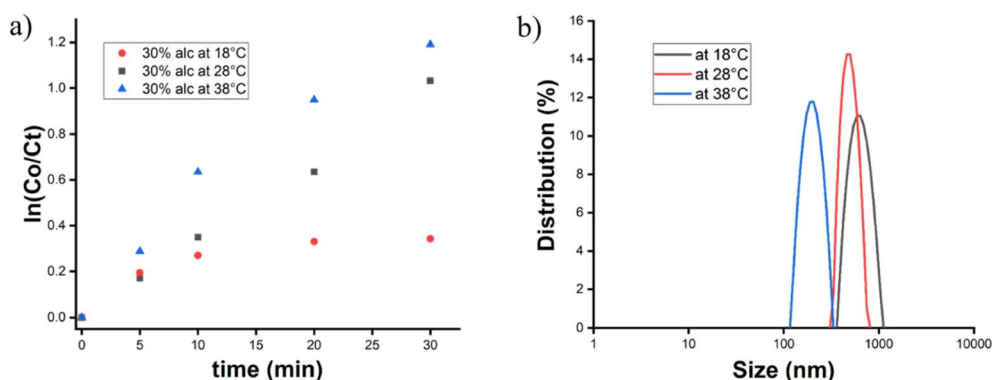 a)
30% alc at 18°C
30% alc at 28°C
30% alc at 38°C
ln(Co/Ct)
1.2
1.0
0.8
0.6
0.4
0.2
0.0
0 5 10 20 30
time (min)
b)
at 18°C
at 28°C
at 38°C
Distribution (%)
16
14
12
10
8
6
4
2
0
1 10 100 1000 10000
Size (nm)